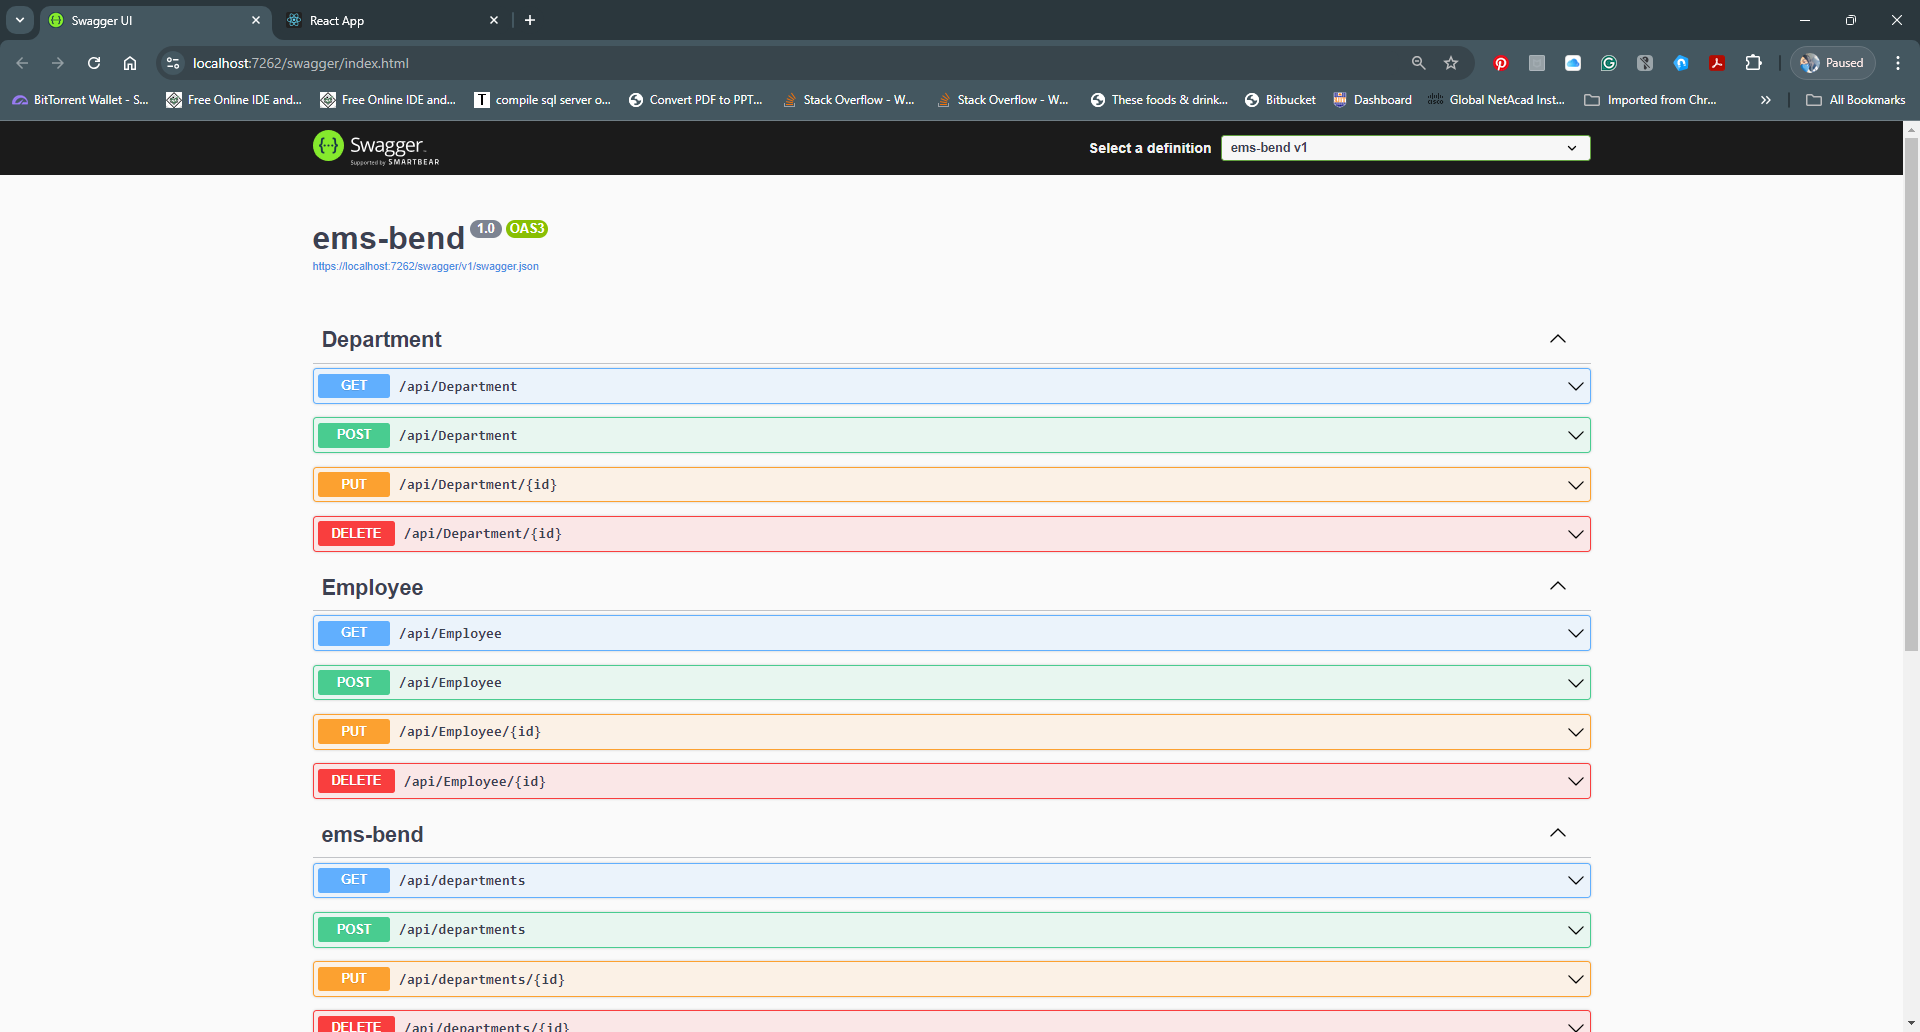 Swagger UI
React App
localhost:7262/swagger/index.html
Paused
BitTorrent Wallet - S...
Free Online IDE and...
Free Online IDE and...
compile sql server o...
Convert PDF to PPT...
Stack Overflow - W...
Stack Overflow - W...
These foods & drink...
Bitbucket
Dashboard
Global NetAcad Inst...
Imported from Chr...
All Bookmarks
Swagger
Supported by SMARTBEAR
Select a definition
ems-bend v1
ems-bend 1.0 OAS3
https://localhost:7262/swagger/v1/swagger.json
Department
GET /api/Department
POST /api/Department
PUT /api/Department/{id}
DELETE /api/Department/{id}
Employee
GET /api/Employee
POST /api/Employee
PUT /api/Employee/{id}
DELETE /api/Employee/{id}
ems-bend
GET /api/departments
POST /api/departments
PUT /api/departments/{id}
DELETE /api/departments/{id}